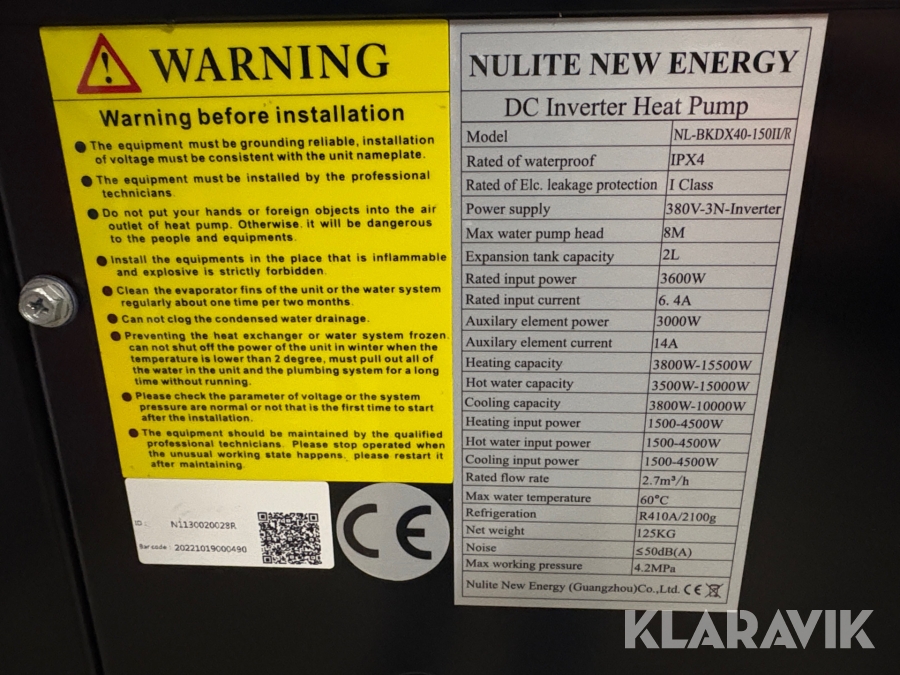 WARNING
Warning before installation
● The equipment must be grounding reliable, installation
of voltage must be consistent with the unit nameplate.
● The equipment must be installed by the professional
technicians.
● Do not put your hands or foreign objects into the air
outlet of heat pump. Otherwise. it will be dangerous
to the people and equipments.
● Install the equipments in the place that is inflammable
and explosive is strictly forbidden.
● Clean the evaporator fins of the unit or the water system
regularly about one time per two months.
● Can not clog the condensed water drainage.
● Preventing the heat exchanger or water system frozen.
can not shut off the power of the unit in winter when the
temperature is lower than 2 degree, must pull out all of
the water in the unit and the plumbing system for a long
time without running.
● Please check the parameter of voltage or the system
pressure are normal or not that is the first time to start
after the installation.
● The equipment should be maintained by the qualified
professional technicians. Please stop operated when
the unusual working state happens, please restart it
after maintaining.
ID: N1130020028R
Bar code: 20221019000490
CE
NULITE NEW ENERGY
DC Inverter Heat Pump
Model NL-BKDX40-150II/R
Rated of waterproof IPX4
Rated of Elc. leakage protection I Class
Power supply 380V-3N-Inverter
Max water pump head 8M
Expansion tank capacity 2L
Rated input power 3600W
Rated input current 6. 4A
Auxilary element power 3000W
Auxilary element current 14A
Heating capacity 3800W-15500W
Hot water capacity 3500W-15000W
Cooling capacity 3800W-10000W
Heating input power 1500-4500W
Hot water input power 1500-4500W
Cooling input power 1500-4500W
Rated flow rate 2.7m³/h
Max water temperature 60°C
Refrigeration R410A/2100g
Net weight 125KG
Noise ≤50dB(A)
Max working pressure 4.2MPa
Nulite New Energy (Guangzhou)Co.,Ltd. CE
KLARAVIK